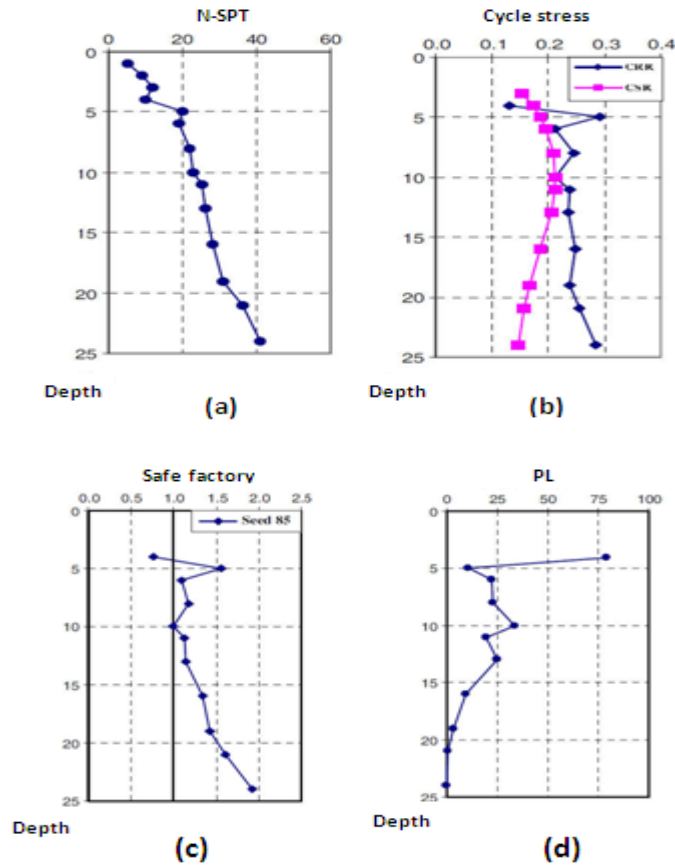 N-SPT
0 20 40 60
0
5
10
15
20
25
Depth
(a)
Cycle stress
0.0 0.1 0.2 0.3 0.4
CRR
CSR
0
5
10
15
20
25
Depth
(b)
Safe factory
0.0 0.5 1.0 1.5 2.0 2.5
Seed 85
0
5
10
15
20
25
Depth
(c)
PL
0 25 50 75 100
0
5
10
15
20
25
Depth
(d)